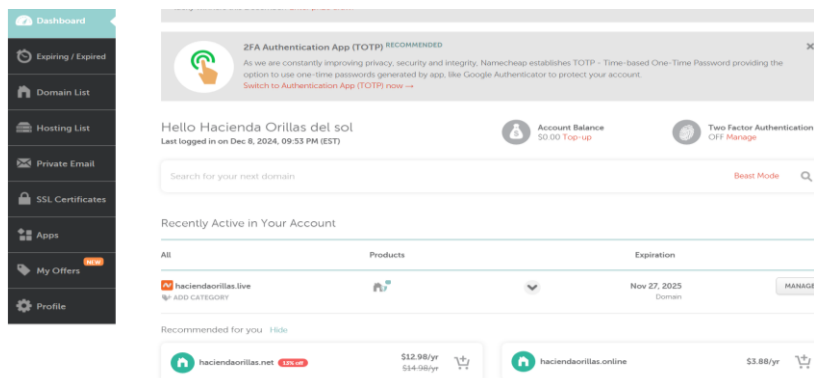 Dashboard
Expiring / Expired
Domain List
Hosting List
Private Email
SSL Certificates
Apps
NEW
My Offers
Profile
2FA Authentication App (TOTP) RECOMMENDED
As we are constantly improving privacy, security and integrity, Namecheap establishes TOTP - Time-based One-Time Password providing the
option to use one-time passwords generated by app, like Google Authenticator to protect your account.
Switch to Authentication App (TOTP) now →
Hello Hacienda Orillas del sol
Last logged in on Dec 8, 2024, 09:53 PM (EST)
Account Balance
$0.00 Top-up
Two Factor Authentication
OFF Manage
Search for your next domain
Beast Mode
Recently Active in Your Account
All Products Expiration
haciendaorillas.live
ADD CATEGORY
Nov 27, 2025
Domain
MANAGE
Recommended for you Hide
haciendaorillas.net 13% off
$12.98/yr
$14.98/yr
haciendaorillas.online
$3.88/yr